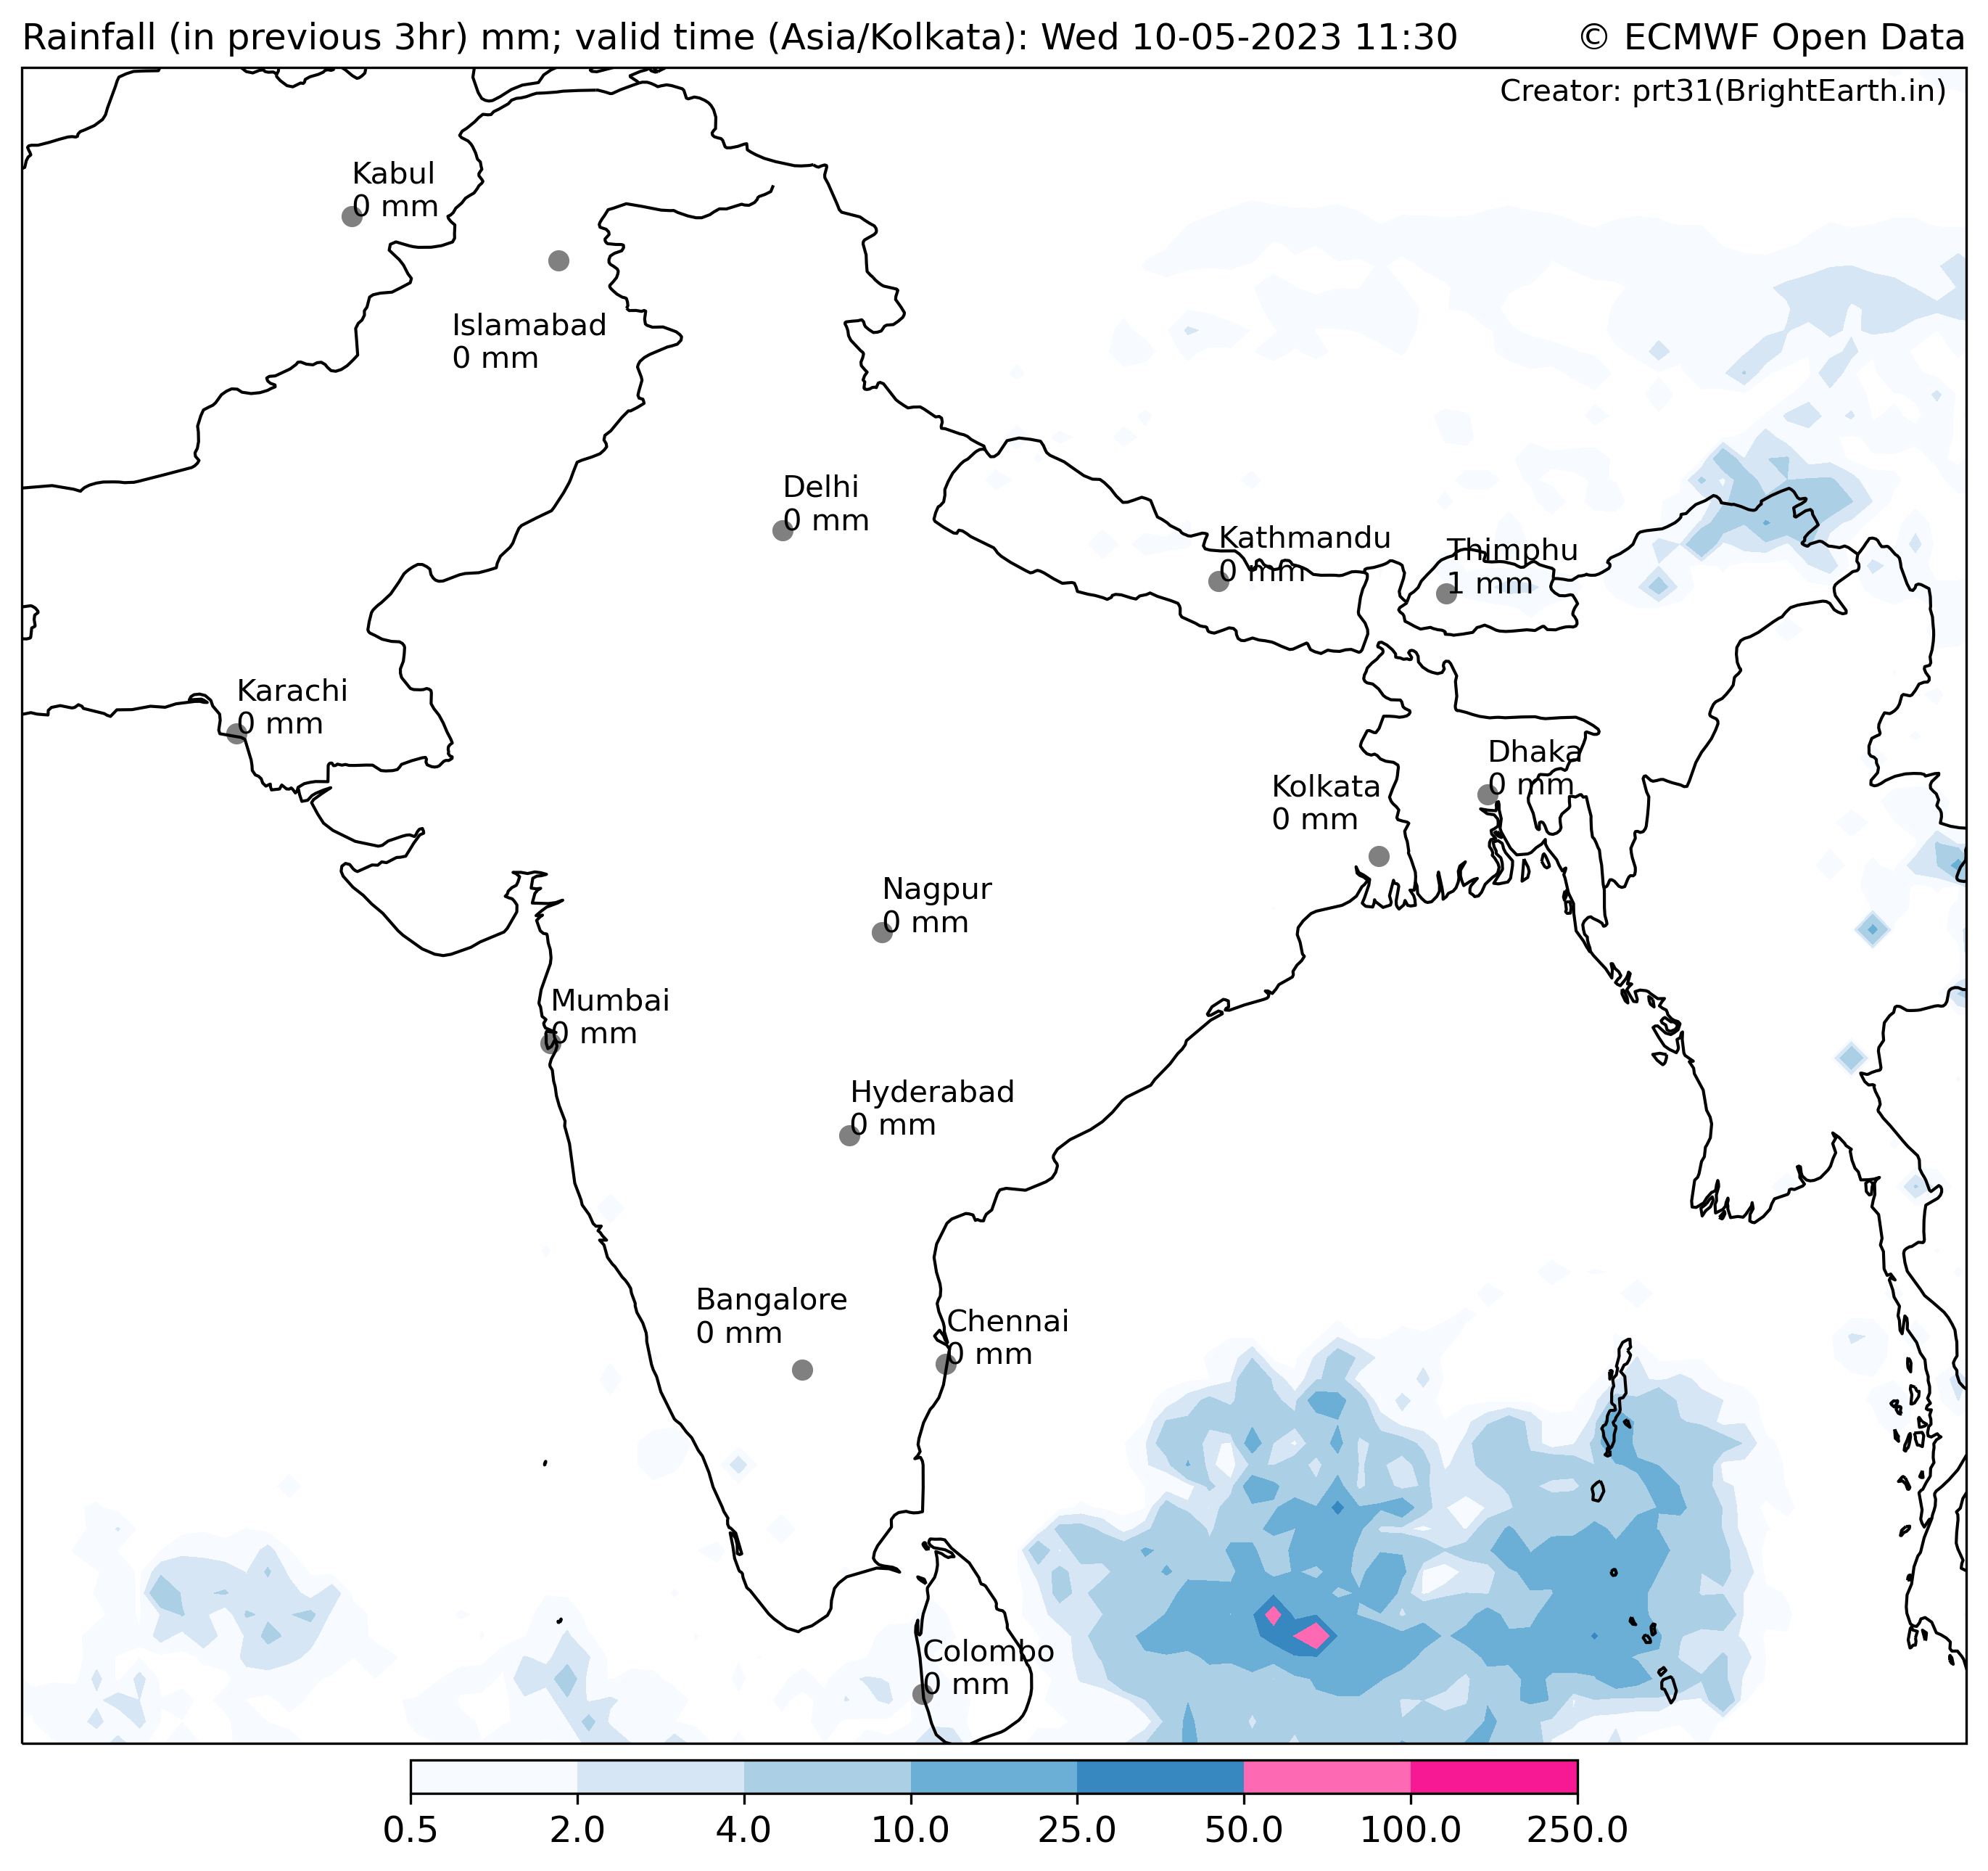 Rainfall (in previous 3hr) mm; valid time (Asia/Kolkata): Wed 10-05-2023 11:30
© ECMWF Open Data
Creator: prt31(BrightEarth.in)
Kabul
0 mm
Islamabad
0 mm
Delhi
0 mm
Kathmandu
0 mm
Thimphu
1 mm
Karachi
0 mm
Dhaka
0 mm
Kolkata
0 mm
Nagpur
0 mm
Mumbai
0 mm
Hyderabad
0 mm
Bangalore
0 mm
Chennai
0 mm
Colombo
0 mm
0.5 2.0 4.0 10.0 25.0 50.0 100.0 250.0